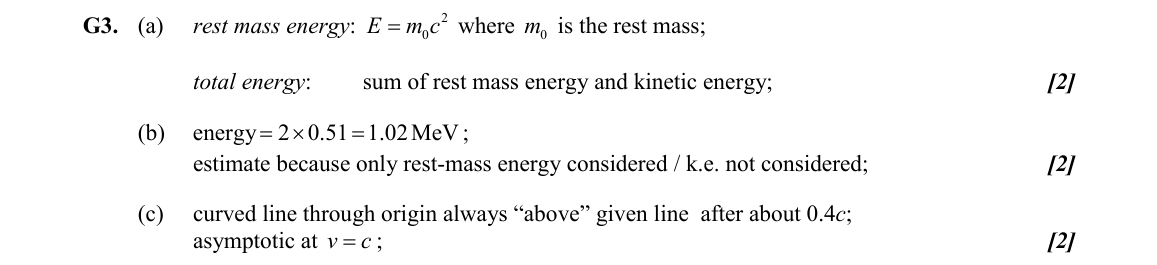 G3. (a) rest mass energy: E = m₀c² where m₀ is the rest mass;
total energy: sum of rest mass energy and kinetic energy; [2]
(b) energy = 2×0.51 = 1.02 MeV;
estimate because only rest-mass energy considered / k.e. not considered; [2]
(c) curved line through origin always “above” given line after about 0.4c;
asymptotic at v = c; [2]